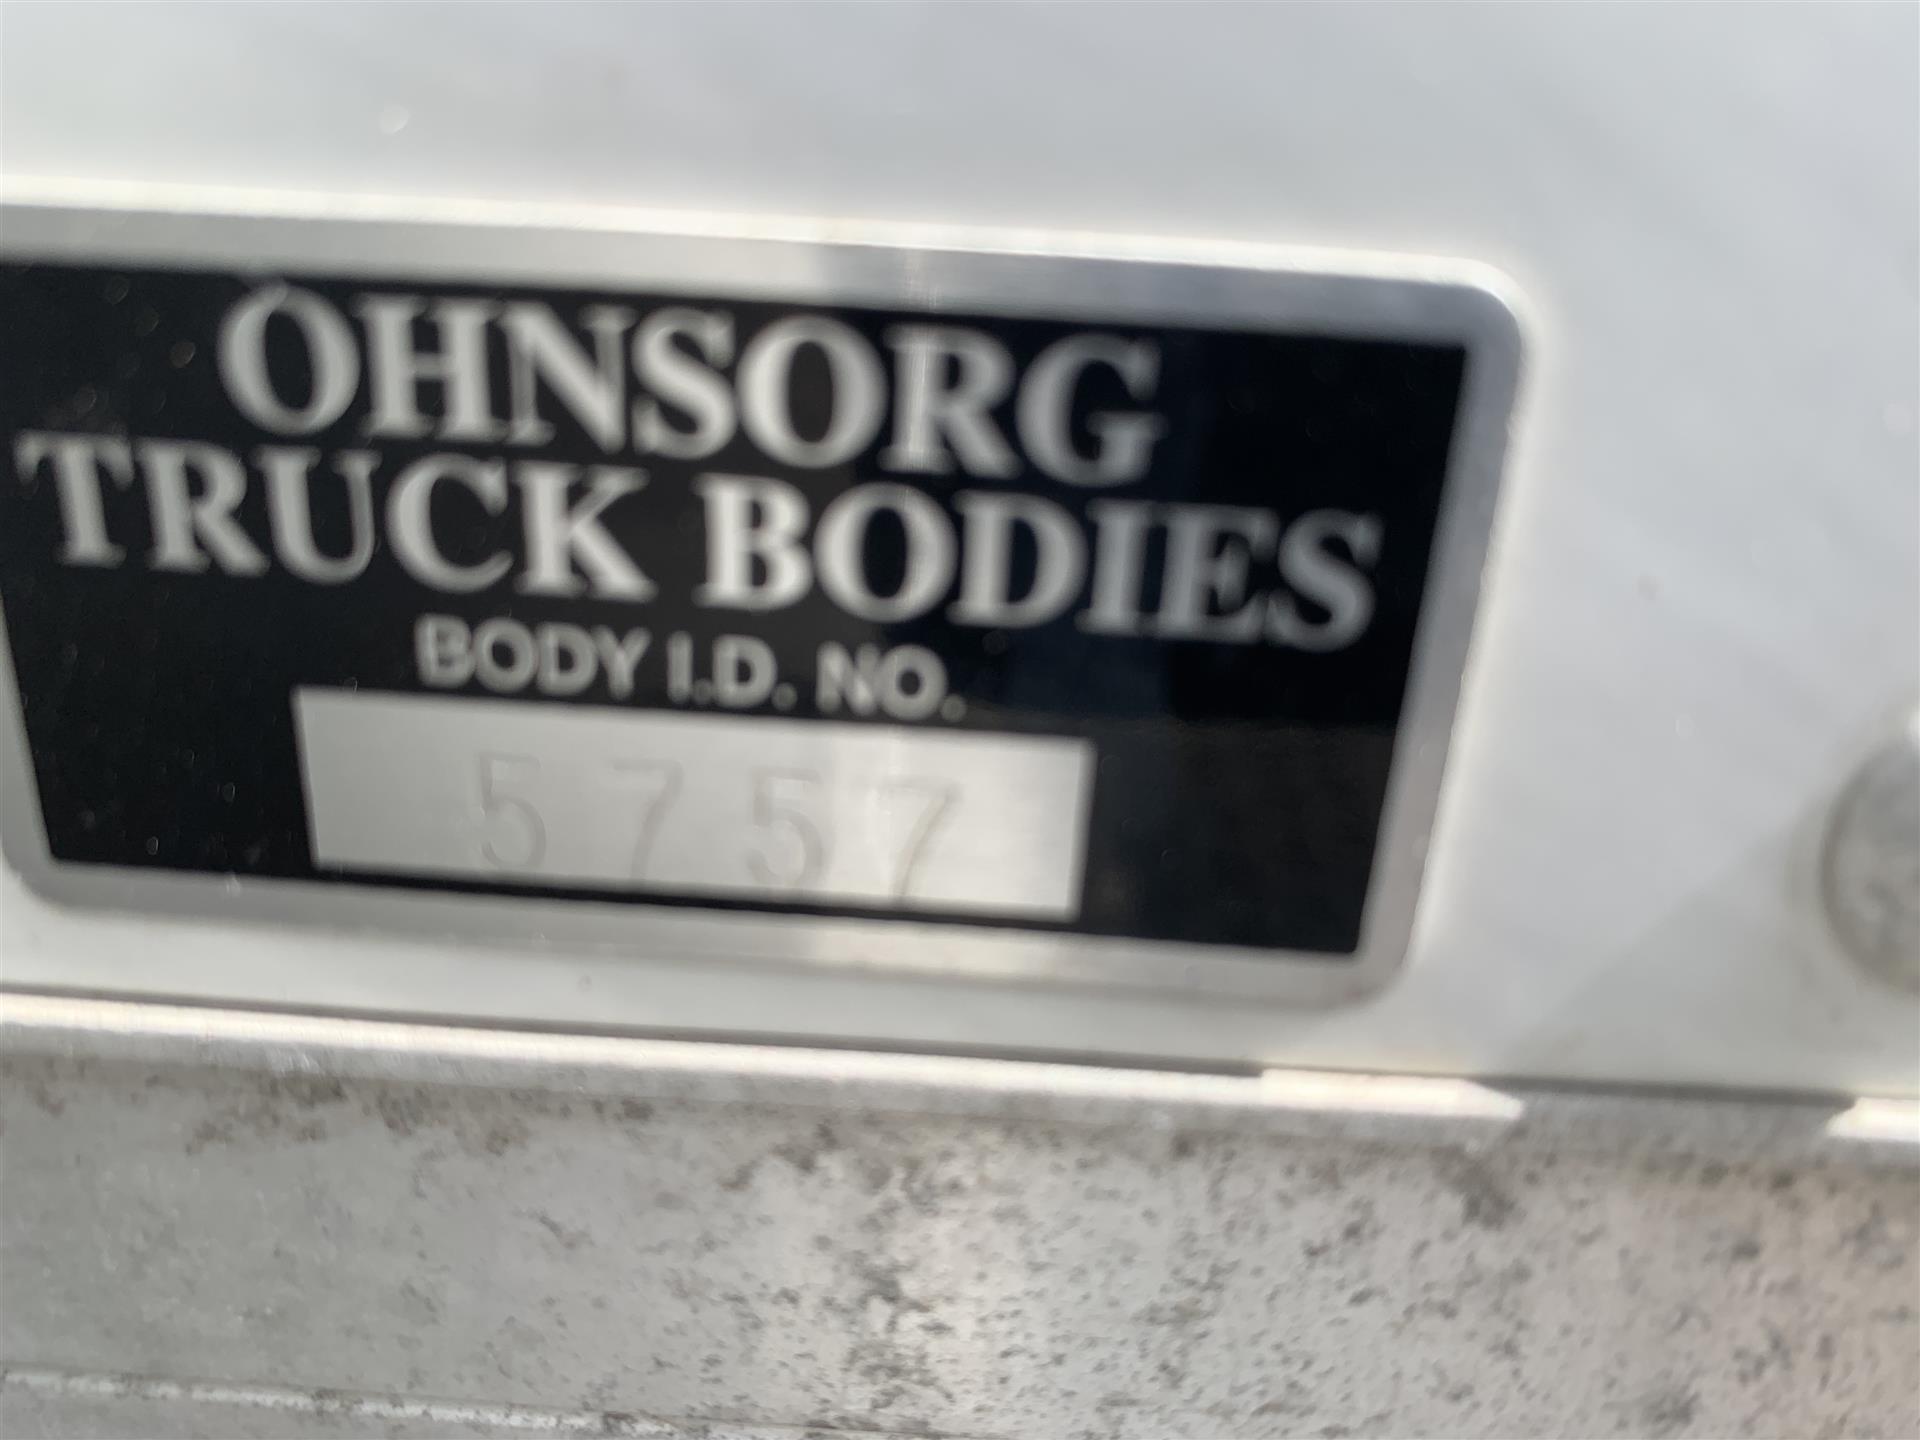 OHNSORG
TRUCK BODIES
BODY I.D. NO.
5757